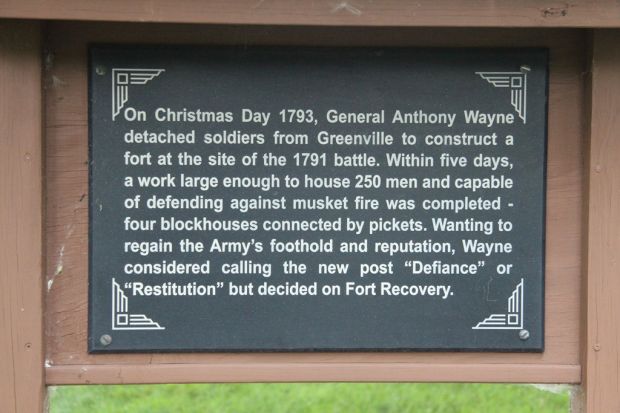 On Christmas Day 1793, General Anthony Wayne
detached soldiers from Greenville to construct a
fort at the site of the 1791 battle. Within five days,
a work large enough to house 250 men and capable
of defending against musket fire was completed -
four blockhouses connected by pickets. Wanting to
regain the Army's foothold and reputation, Wayne
considered calling the new post “Defiance” or
“Restitution” but decided on Fort Recovery.